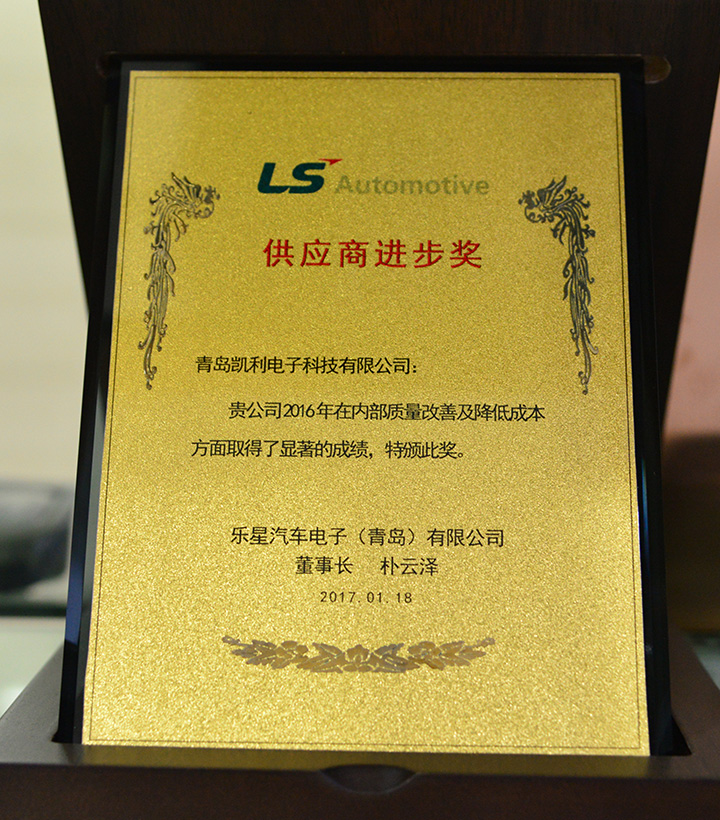 LS Automotive
供应商进步奖
青岛凯利电子科技有限公司：
贵公司2016年在内部质量改善及降低成本
方面取得了显著的成绩，特颁此奖。
乐星汽车电子（青岛）有限公司
董事长 朴云泽
2017.01.18